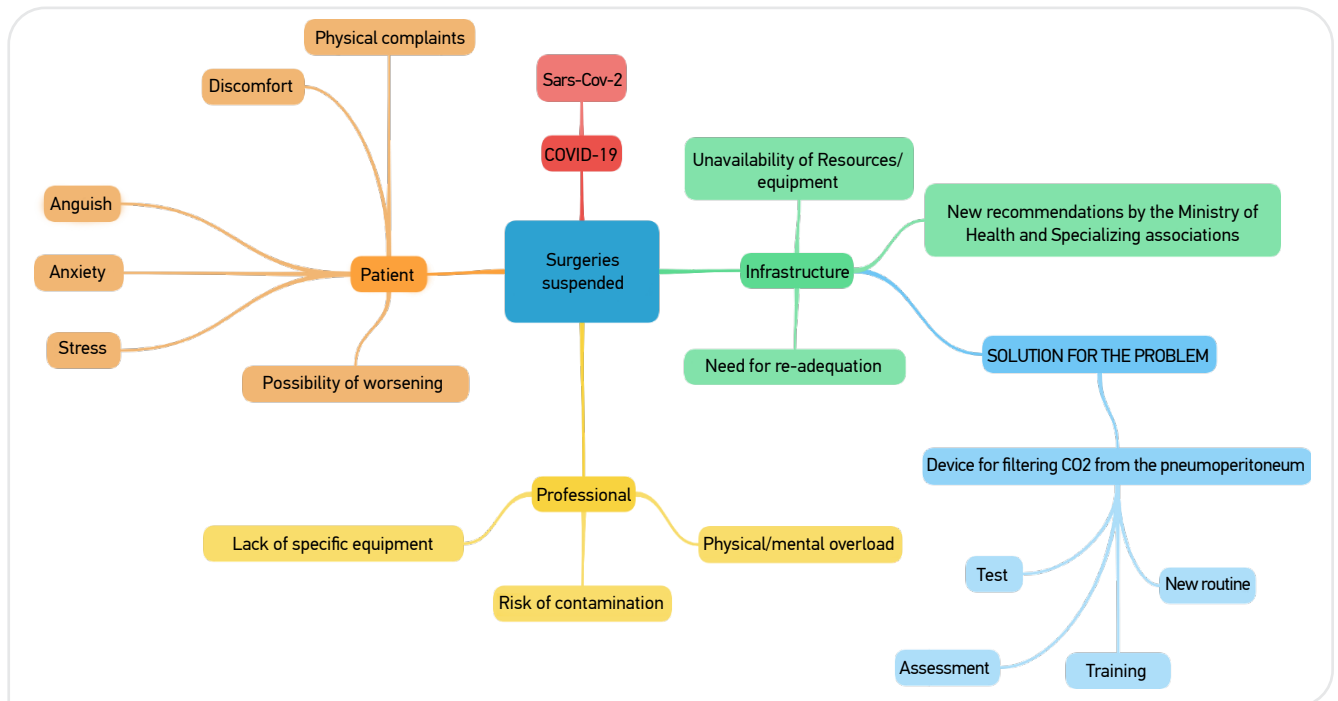 Physical complaints
Discomfort
Anguish
Anxiety
Stress
Possibility of worsening
Patient
Sars-Cov-2
COVID-19
Surgeries
suspended
Unavailability of Resources/
equipment
New recommendations by the Ministry of
Health and Specializing associations
Infrastructure
Need for re-adequation
SOLUTION FOR THE PROBLEM
Device for filtering CO2 from the pneumoperitoneum
Test
New routine
Assessment
Training
Professional
Lack of specific equipment
Physical/mental overload
Risk of contamination